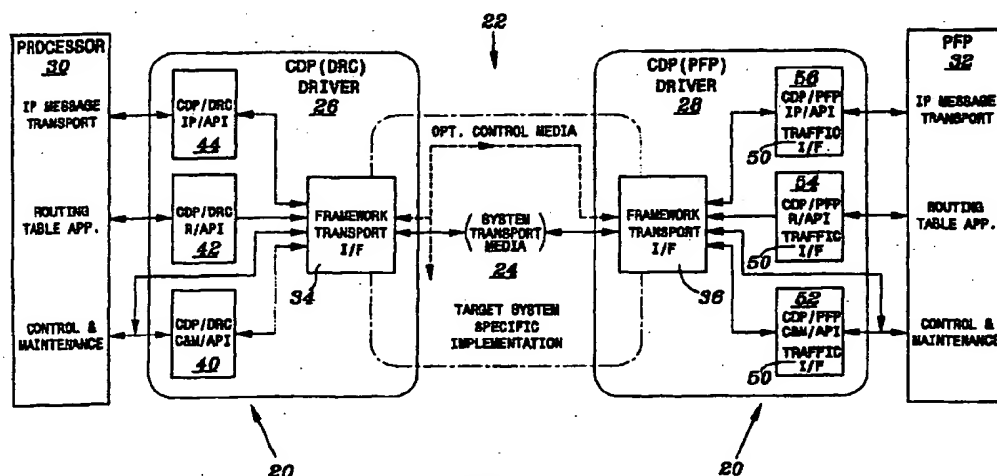 22
PROCESSOR
30
IP MESSAGE
TRANSPORT
ROUTING
TABLE APP.
CONTROL &
MAINTENANCE
CDP(DRC)
DRIVER
26
CDP/DRC
IP/API
44
CDP/DRC
R/API
42
CDP/DRC
C&M/API
40
FRAMEWORK
TRANSPORT
I/F
34
OPT. CONTROL MEDIA
(SYSTEM
TRANSPORT
MEDIA)
24
TARGET SYSTEM
SPECIFIC
IMPLEMENTATION
CDP(PFP)
DRIVER
28
FRAMEWORK
TRANSPORT
I/F
36
56
CDP/PFP
IP/API
TRAFFIC
I/F
50
54
CDP/PFP
R/API
TRAFFIC
I/F
50
52
CDP/PFP
C&M/API
TRAFFIC
I/F
50
PFP
32
IP MESSAGE
TRANSPORT
ROUTING
TABLE APP.
CONTROL &
MAINTENANCE
20
20